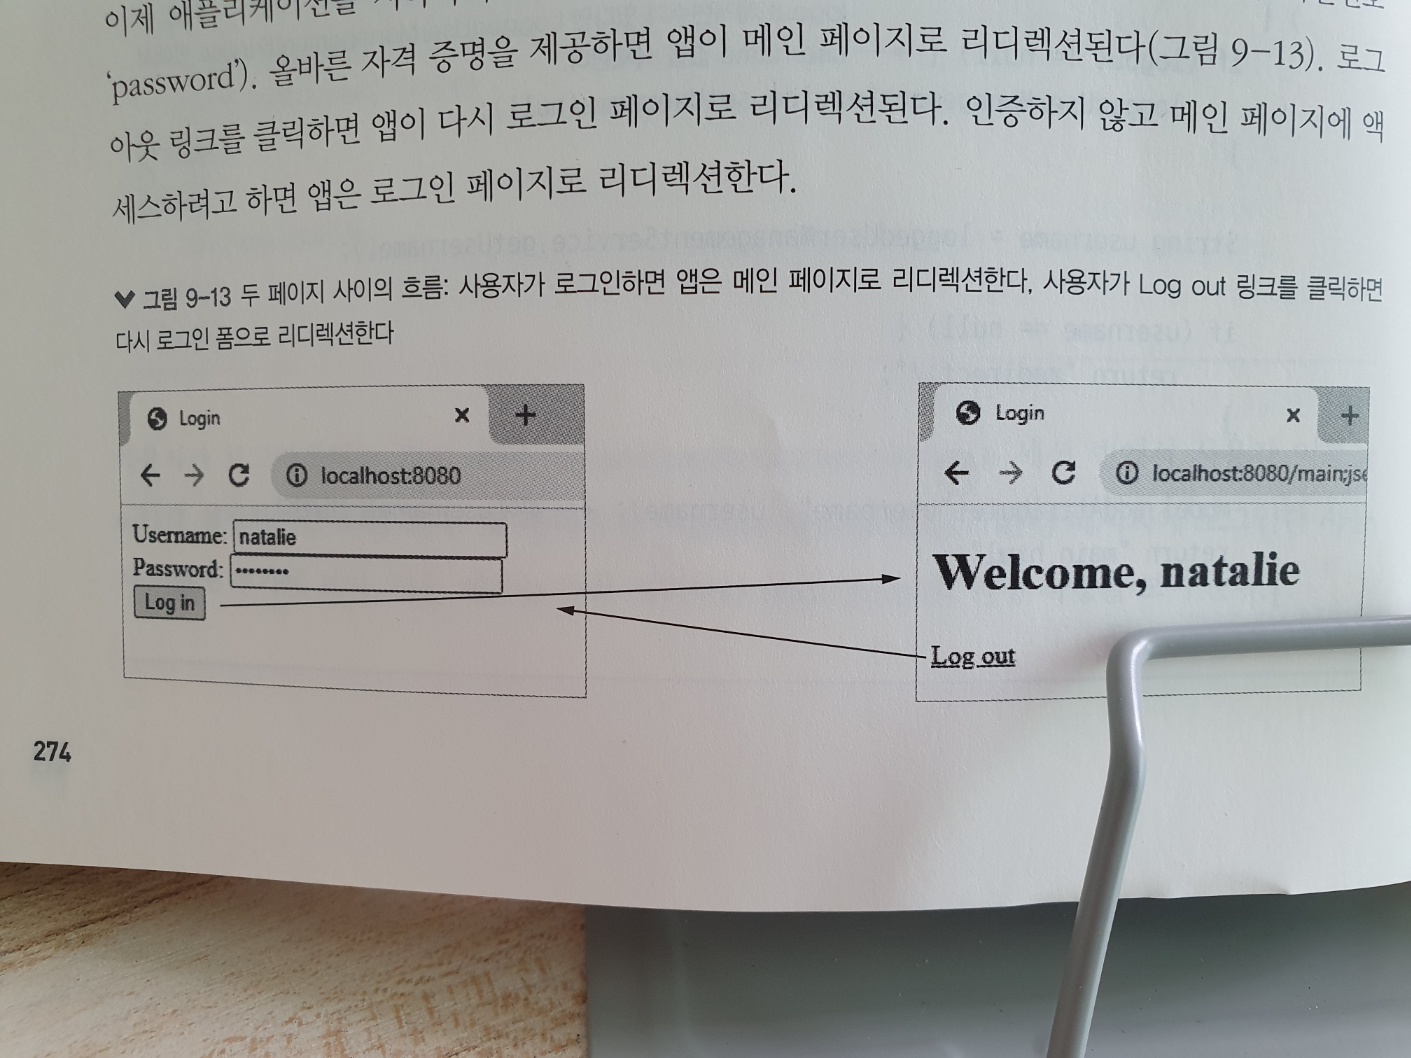 이제 애플리케이션을
'password'). 올바른 자격 증명을 제공하면 앱이 메인 페이지로 리디렉션된다(그림 9-13). 로그
아웃 링크를 클릭하면 앱이 다시 로그인 페이지로 리디렉션된다. 인증하지 않고 메인 페이지에 액
세스하려고 하면 앱은 로그인 페이지로 리디렉션한다.
그림 9-13 두 페이지 사이의 흐름: 사용자가 로그인하면 앱은 메인 페이지로 리디렉션한다, 사용자가 Log out 링크를 클릭하면
다시 로그인 폼으로 리디렉션한다
Login
localhost:8080
Username: natalie
Password: ••••••••
Log in
Login
localhost:8080/main;jse
Welcome, natalie
Log out
274